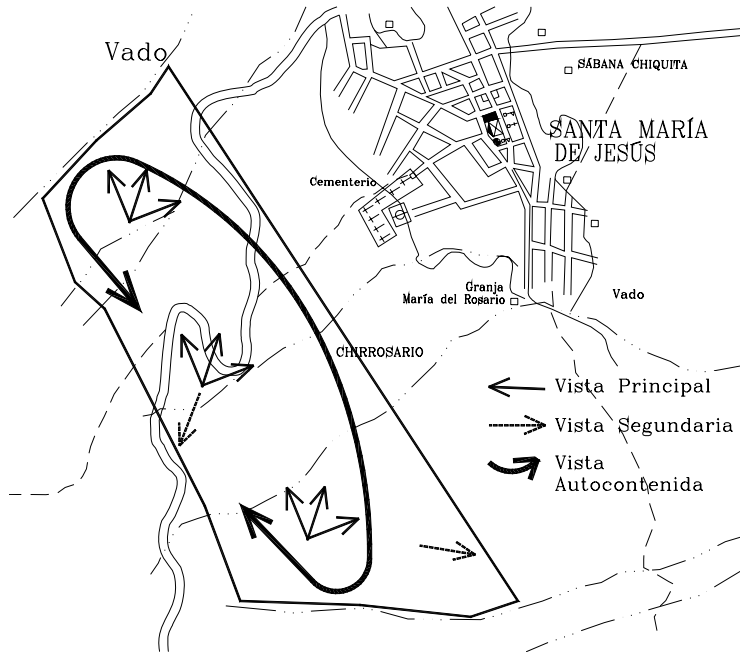 Vado
SÁBANA CHIQUITA
SANTA MARÍA
DE JESÚS
Cementerio
Granja
María del Rosario
Vado
CHIRROSARIO
Vista Principal
Vista Segundaria
Vista
Autocontenida